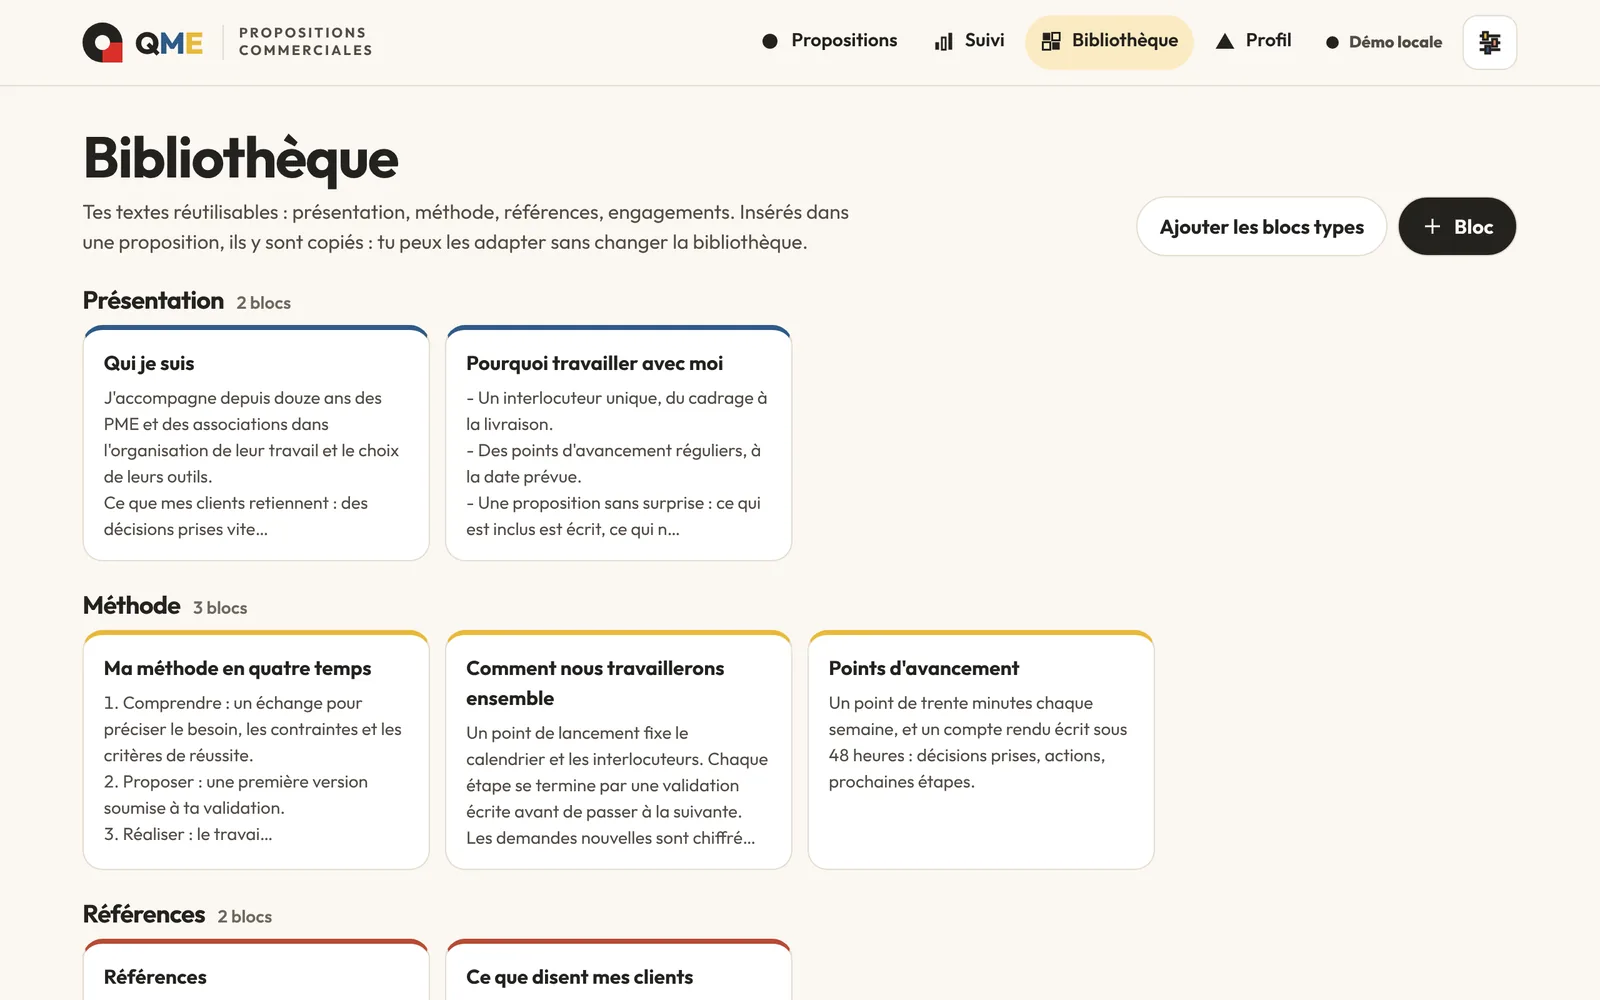 QME
PROPOSITIONS
COMMERCIALES
Propositions
Suivi
Bibliothèque
Profil
Démo locale
Bibliothèque
Tes textes réutilisables : présentation, méthode, références, engagements. Insérés dans
une proposition, ils y sont copiés : tu peux les adapter sans changer la bibliothèque.
Ajouter les blocs types
+ Bloc
Présentation 2 blocs
Qui je suis
J'accompagne depuis douze ans des
PME et des associations dans
l'organisation de leur travail et le choix
de leurs outils.
Ce que mes clients retiennent : des
décisions prises vite...
Pourquoi travailler avec moi
- Un interlocuteur unique, du cadrage à
la livraison.
- Des points d'avancement réguliers, à
la date prévue.
- Une proposition sans surprise : ce qui
est inclus est écrit, ce qui n...
Méthode 3 blocs
Ma méthode en quatre temps
1. Comprendre : un échange pour
préciser le besoin, les contraintes et les
critères de réussite.
2. Proposer : une première version
soumise à ta validation.
3. Réaliser : le travai...
Comment nous travaillerons
ensemble
Un point de lancement fixe le
calendrier et les interlocuteurs. Chaque
étape se termine par une validation
écrite avant de passer à la suivante.
Les demandes nouvelles sont chiffré...
Points d'avancement
Un point de trente minutes chaque
semaine, et un compte rendu écrit sous
48 heures : décisions prises, actions,
prochaines étapes.
Références 2 blocs
Références
Ce que disent mes clients